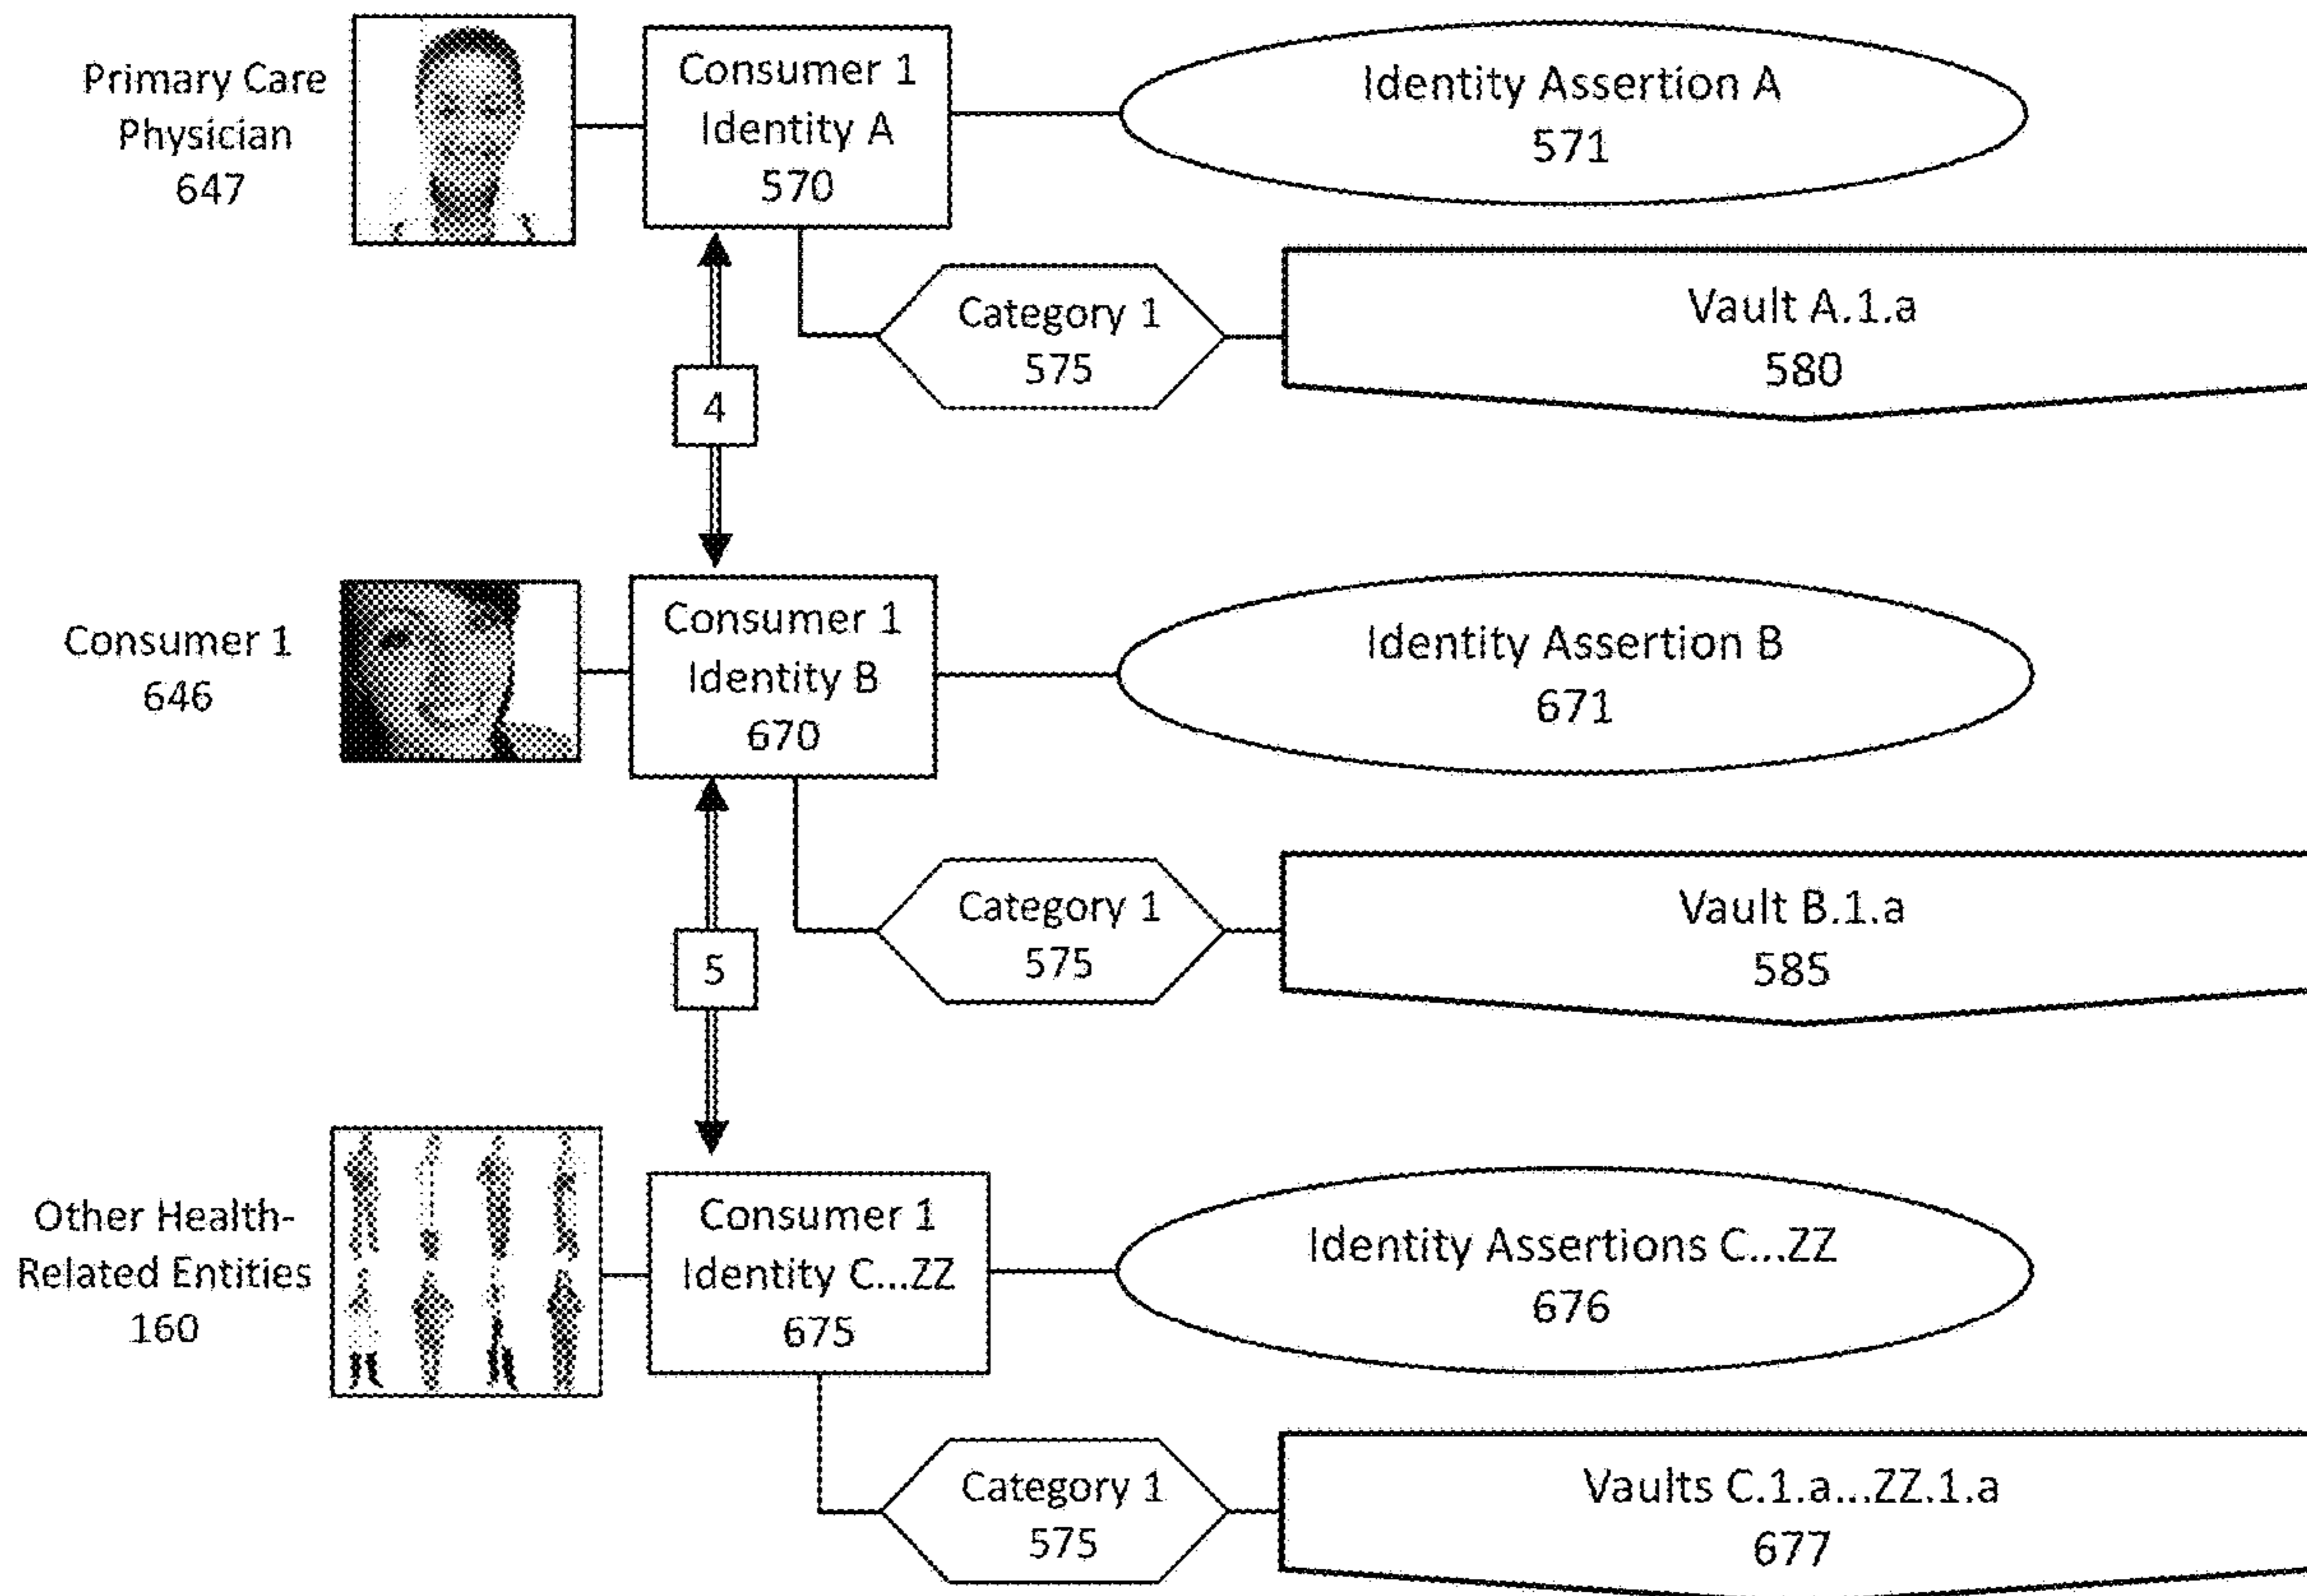 Primary Care
Physician
647
Consumer 1
Identity A
570
Identity Assertion A
571
Category 1
575
Vault A.1.a
580
4
Consumer 1
646
Consumer 1
Identity B
670
Identity Assertion B
671
Category 1
575
Vault B.1.a
585
5
Other Health-
Related Entities
160
Consumer 1
Identity C...ZZ
675
Identity Assertions C...ZZ
676
Category 1
575
Vaults C.1.a...ZZ.1.a
677